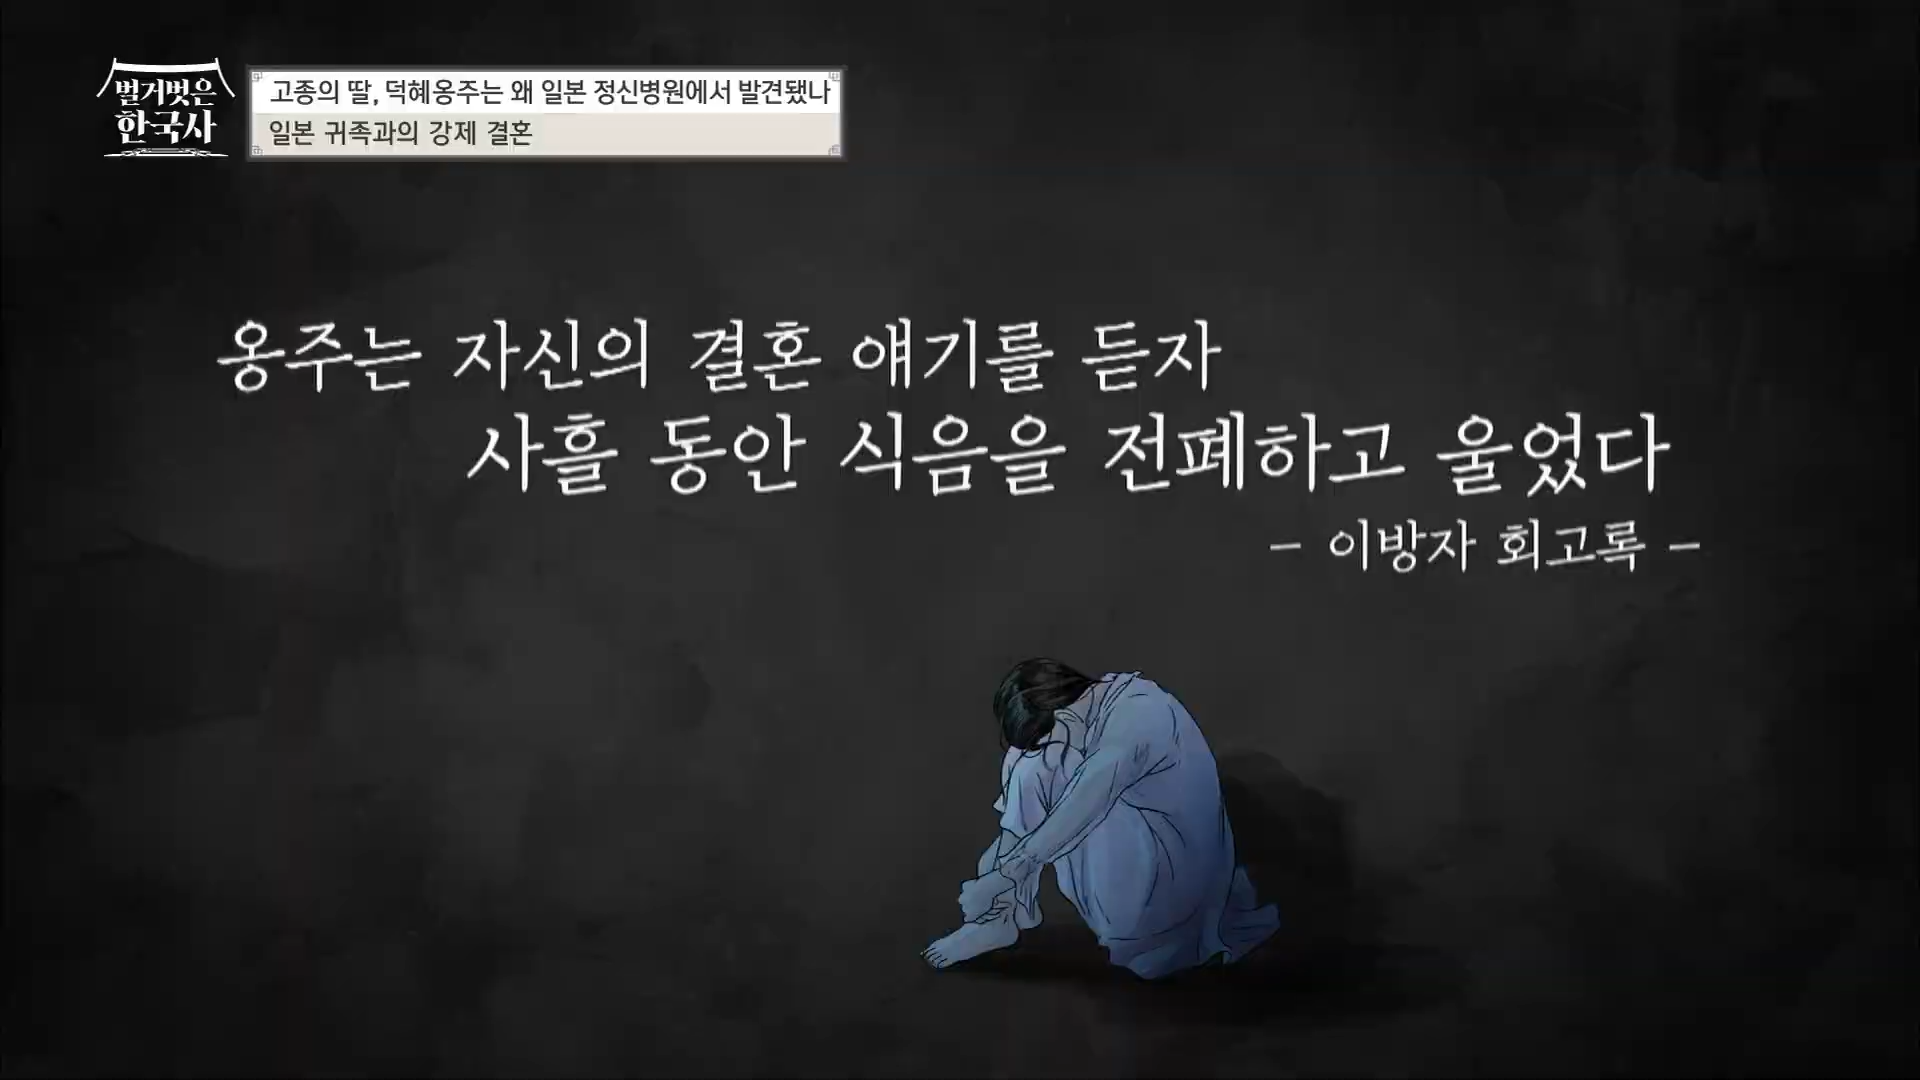 벌거벗은
한국사
고종의 딸, 덕혜옹주는 왜 일본 정신병원에서 발견됐나
일본 귀족과의 강제 결혼
옹주는 자신의 결혼 얘기를 듣자
사흘 동안 식음을 전폐하고 울었다
- 이방자 회고록 -